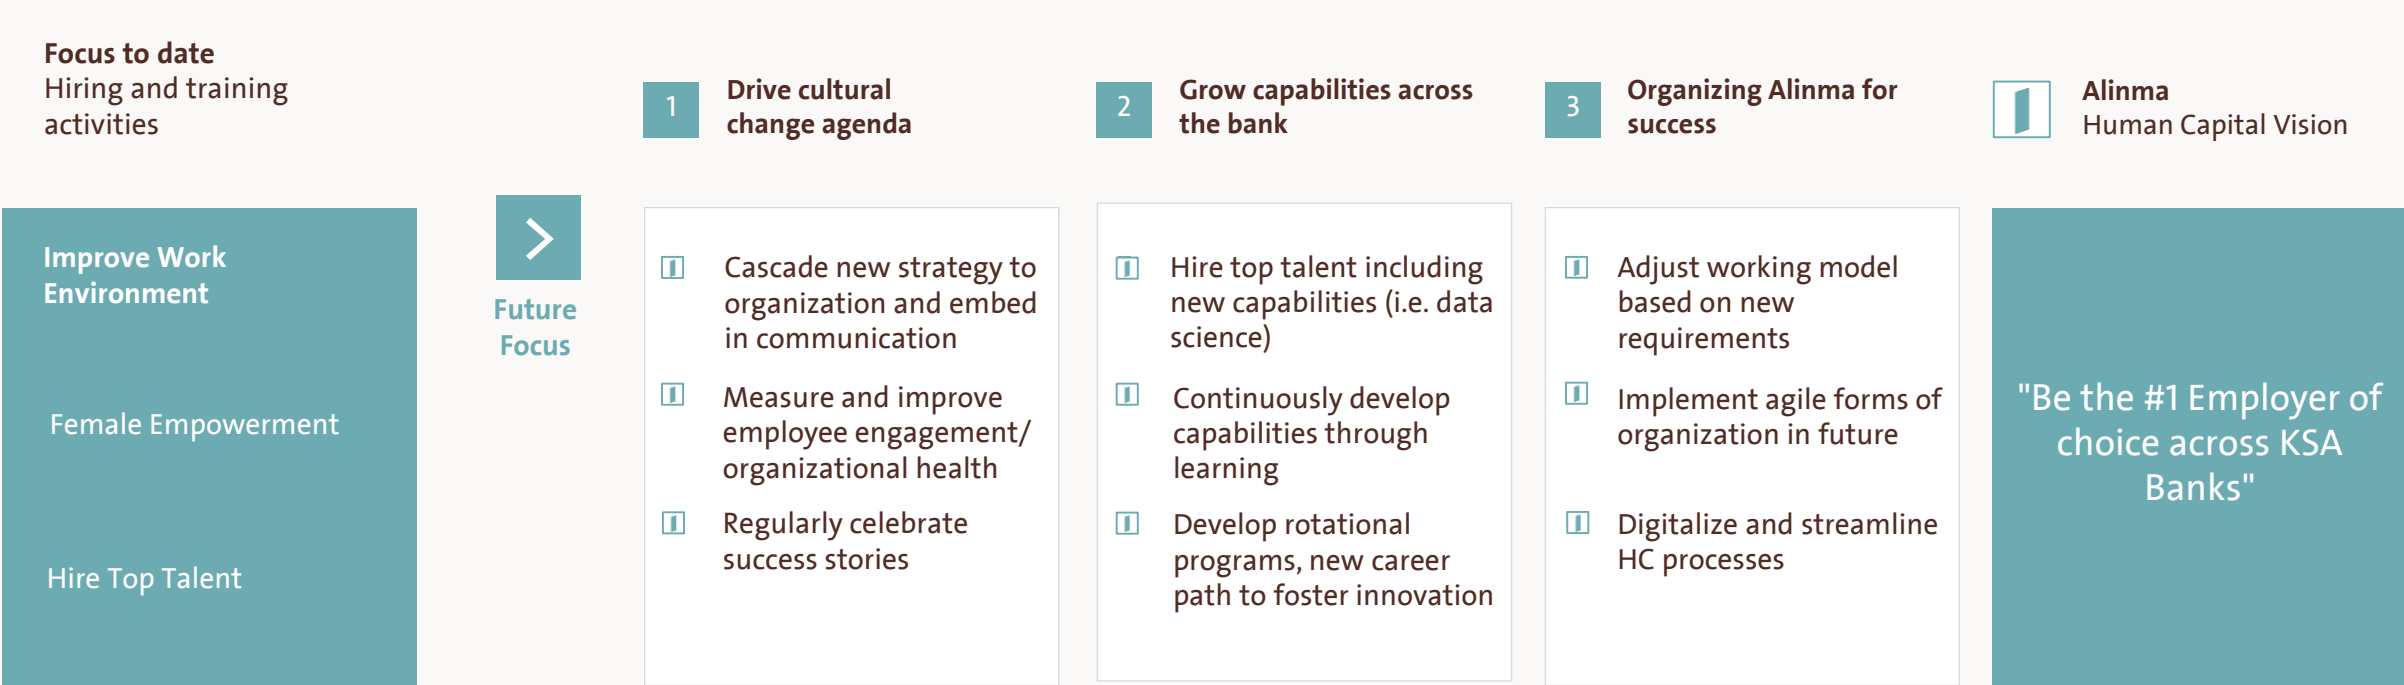 Focus to date
Hiring and training
activities
Improve Work
Environment
Female Empowerment
Hire Top Talent
Future
Focus
1
Drive cultural
change agenda
Cascade new strategy to
organization and embed
in communication
Measure and improve
employee engagement/
organizational health
Regularly celebrate
success stories
2
Grow capabilities across
the bank
Hire top talent including
new capabilities (i.e. data
science)
Continuously develop
capabilities through
learning
Develop rotational
programs, new career
path to foster innovation
3
Organizing Alinma for
success
Adjust working model
based on new
requirements
Implement agile forms of
organization in future
Digitalize and streamline
HC processes
Alinma
Human Capital Vision
"Be the #1 Employer of
choice across KSA
Banks"